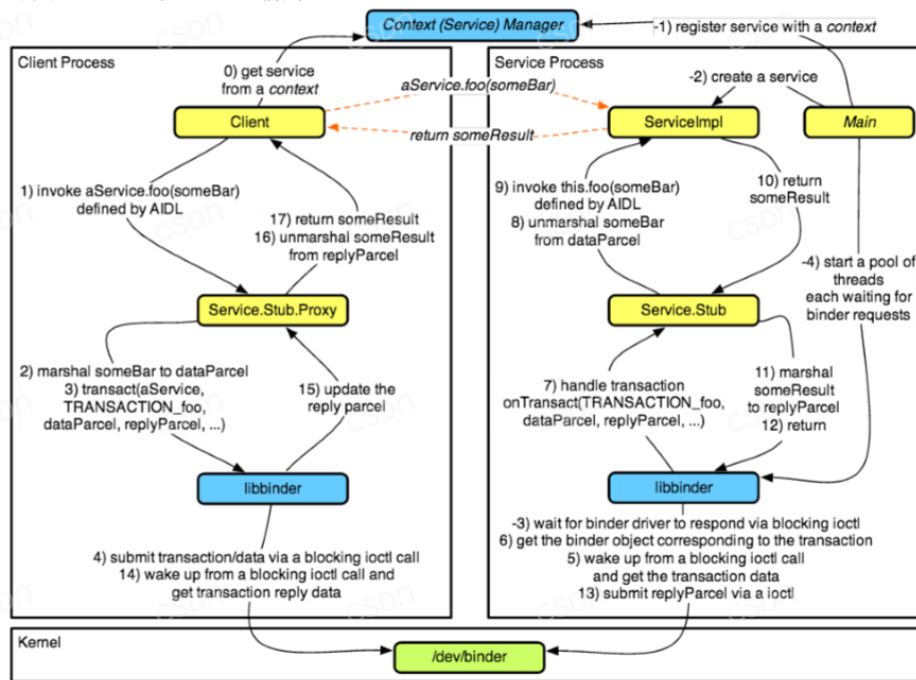 Context (Service) Manager
-1) register service with a context
Client Process
Service Process
0) get service
from a context
-2) create a service
aService.foo(someBar)
Client
ServiceImpl
Main
return someResult
1) invoke aService.foo(someBar)
defined by AIDL
17) return someResult
16) unmarshal someResult
from replyParcel
9) invoke this.foo(someBar)
defined by AIDL
8) unmarshal someBar
from dataParcel
10) return
someResult
-4) start a pool of
threads
each waiting for
binder requests
Service.Stub.Proxy
Service.Stub
2) marshal someBar to dataParcel
3) transact(aService,
TRANSACTION_foo,
dataParcel, replyParcel, ...)
15) update the
reply parcel
7) handle transaction
onTransact(TRANSACTION_foo,
dataParcel, replyParcel, ...)
11) marshal
someResult
to replyParcel
12) return
libbinder
libbinder
4) submit transaction/data via a blocking ioctl call
14) wake up from a blocking ioctl call and
get transaction reply data
-3) wait for binder driver to respond via blocking ioctl
6) get the binder object corresponding to the transaction
5) wake up from a blocking ioctl call
and get the transaction data
13) submit replyParcel via a ioctl
Kernel
/dev/binder